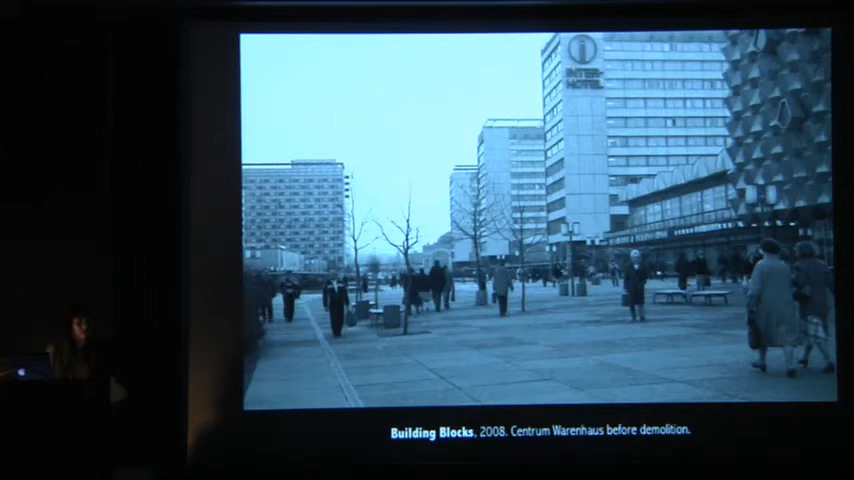 i
INTER-
HOTEL
Building Blocks, 2008. Centrum Warenhaus before demolition.